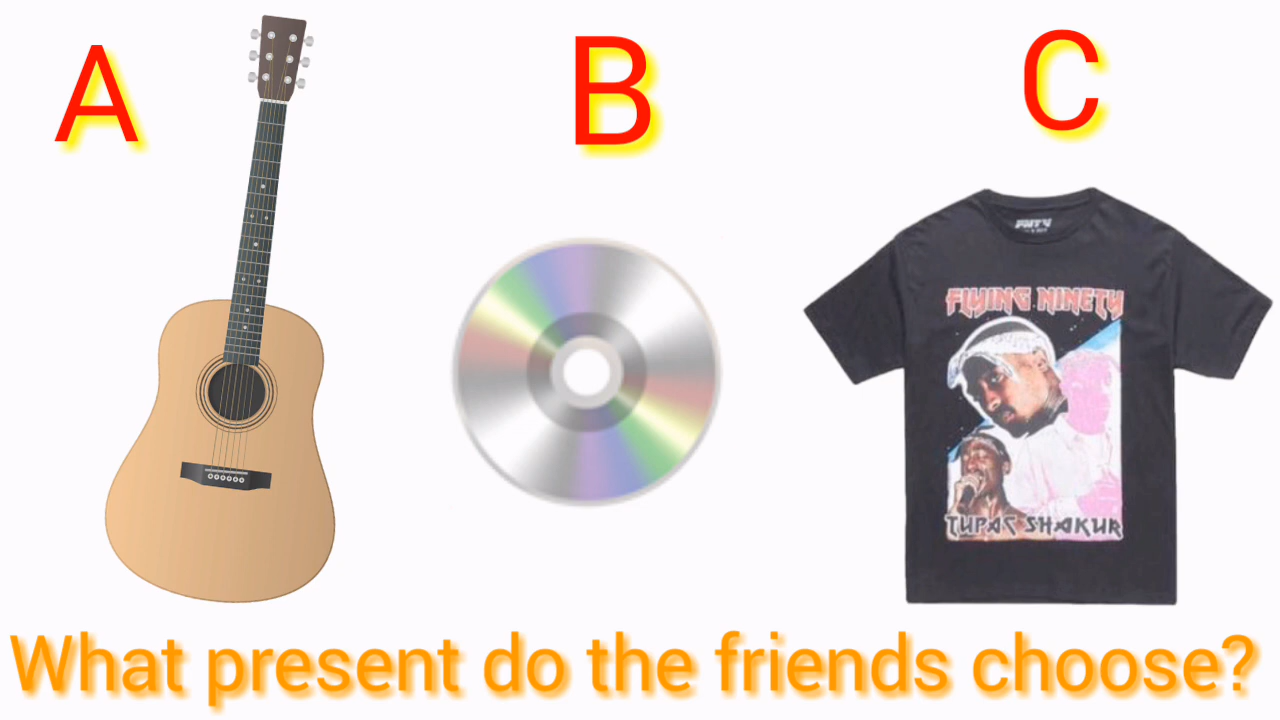 A
B
C
FLYING NINETY
TUPAC SHAKUR
What present do the friends choose?